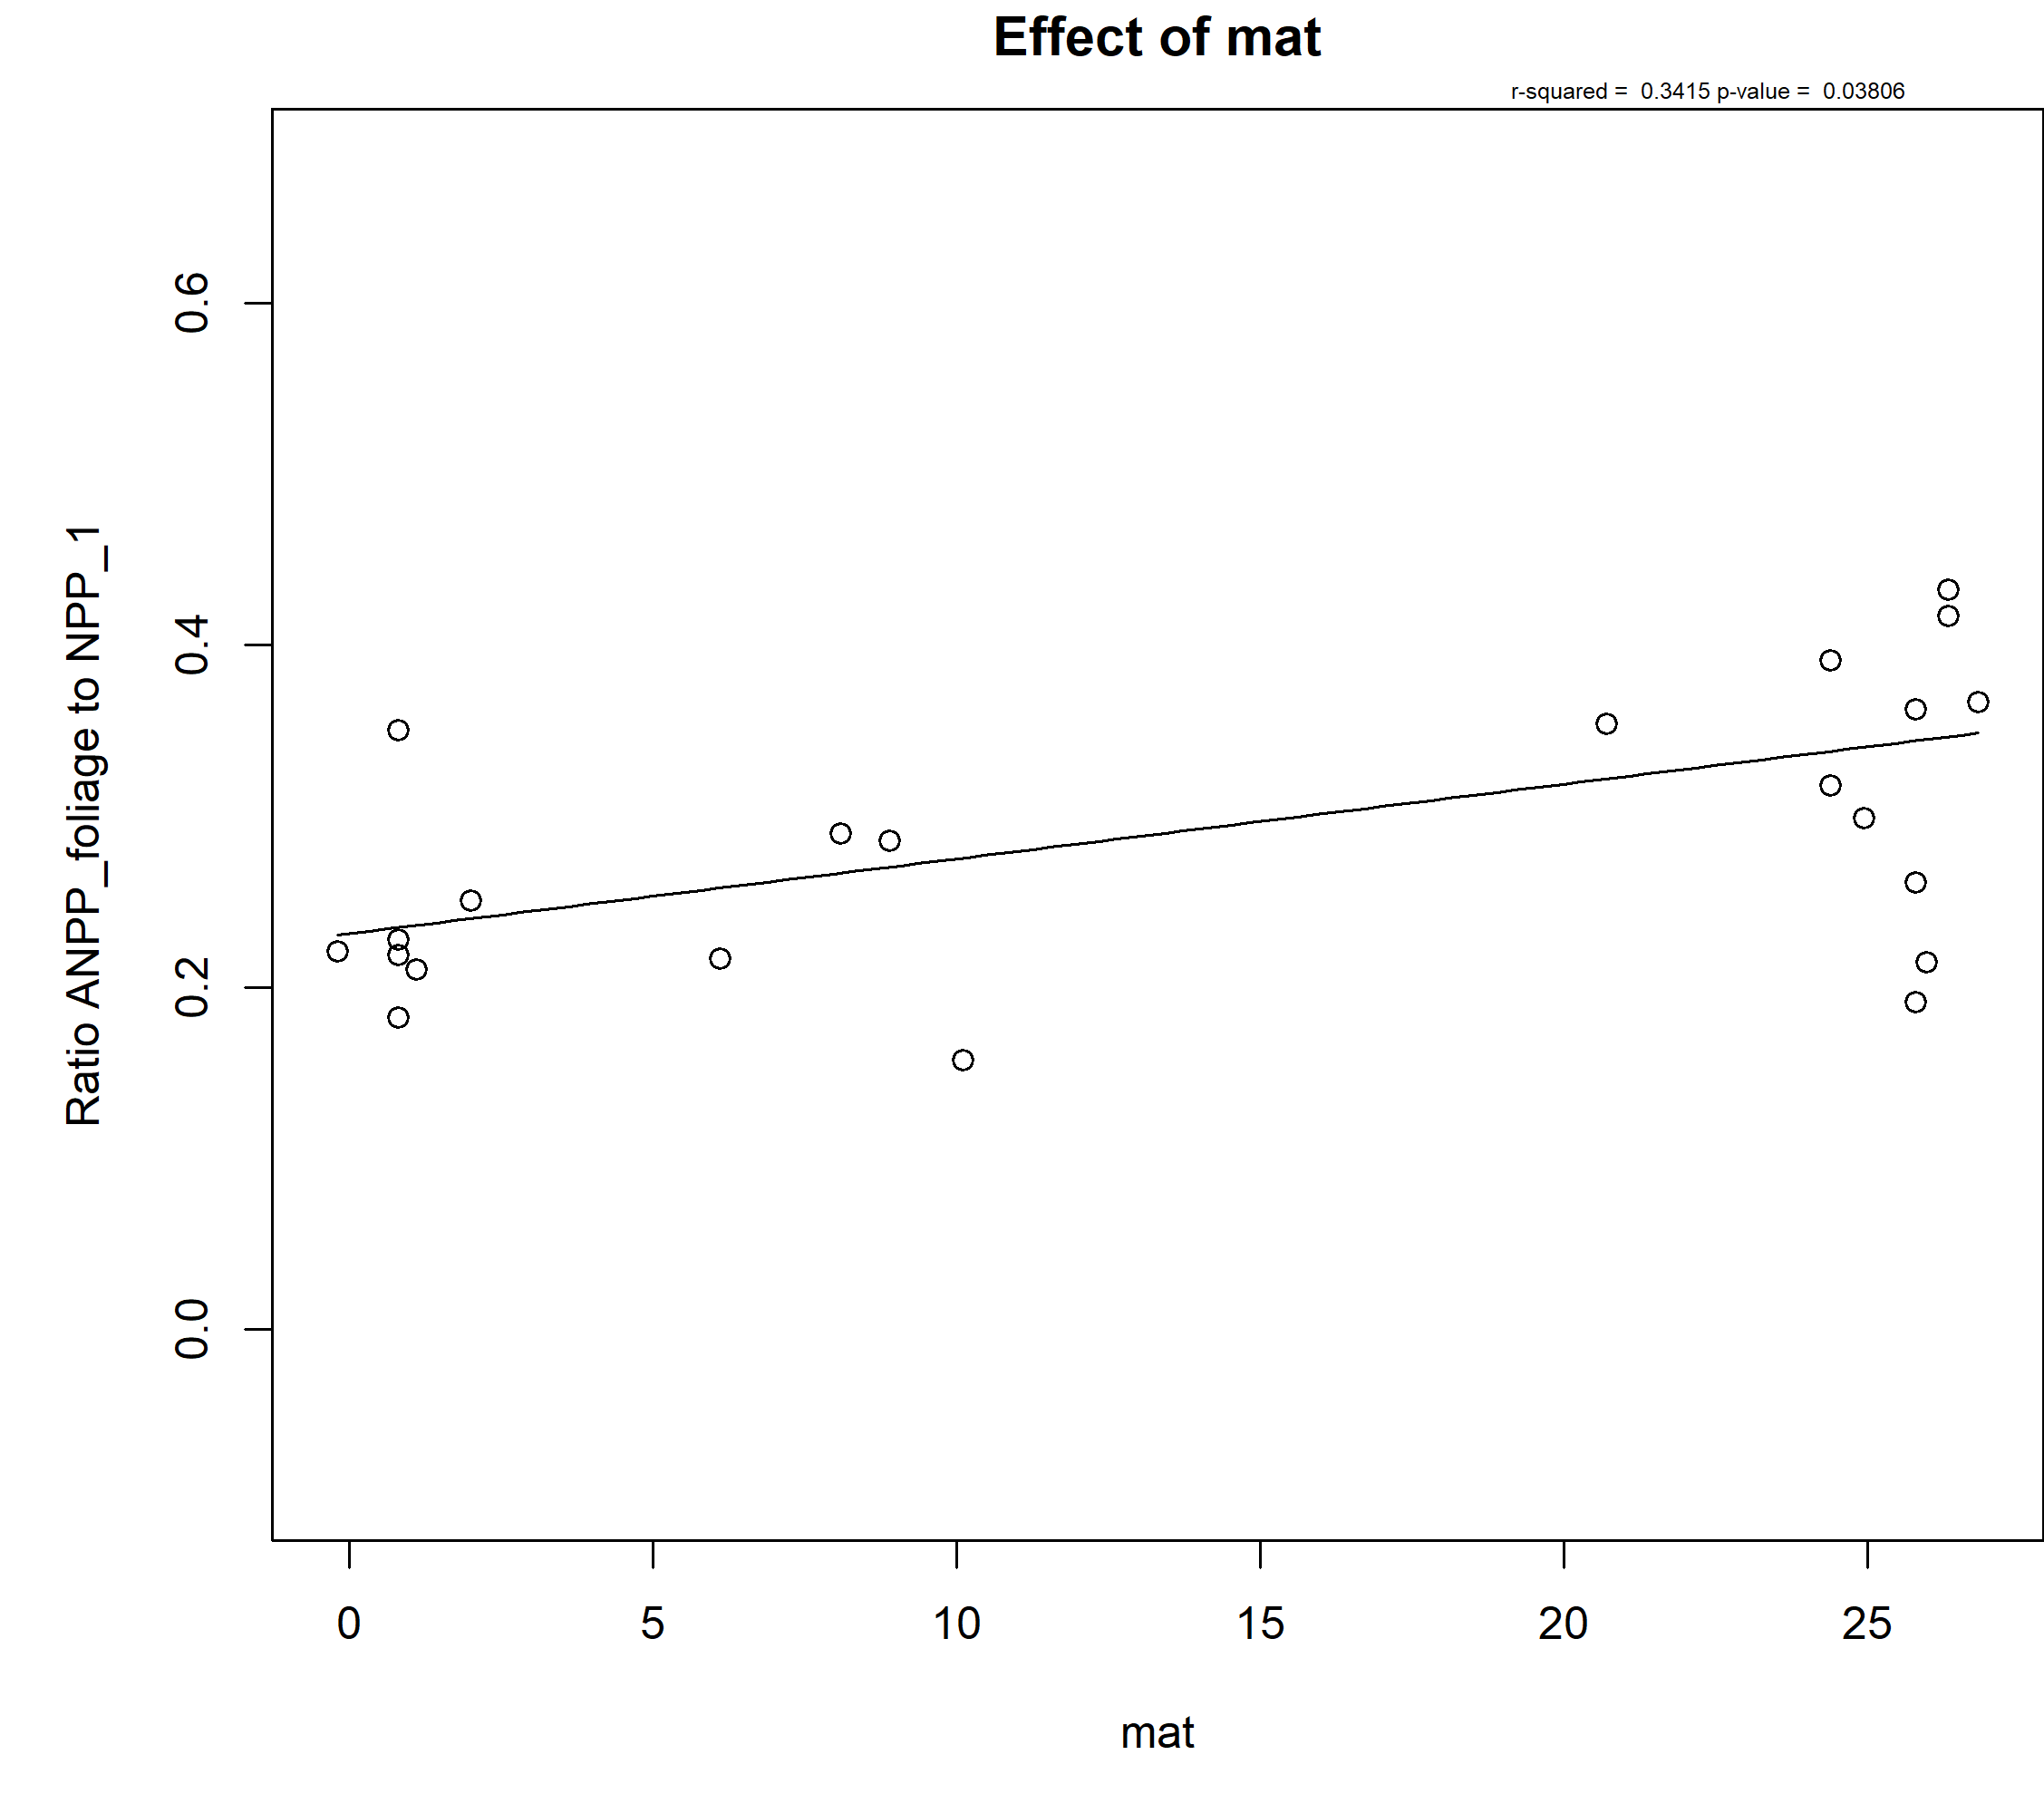 Effect of mat
r-squared =  0.3415 p-value =  0.03806
Ratio ANPP_foliage to NPP_1
0.6
0.4
0.2
0.0
0 5 10 15 20 25
mat